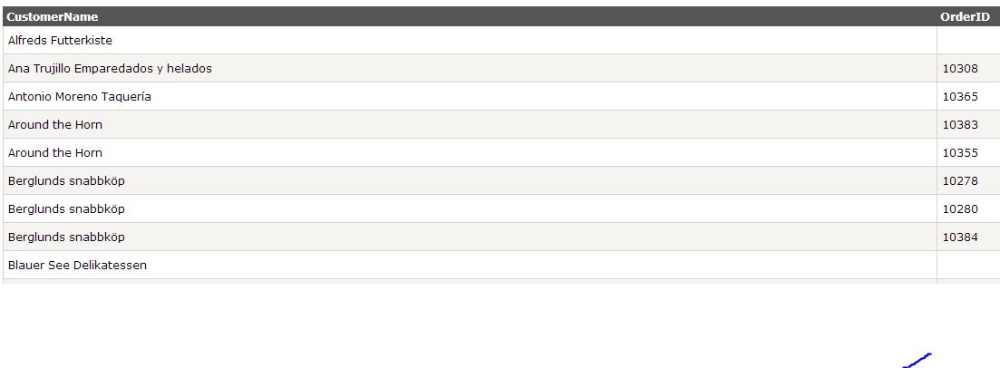 CustomerName OrderID
Alfreds Futterkiste
Ana Trujillo Emparedados y helados 10308
Antonio Moreno Taquería 10365
Around the Horn 10383
Around the Horn 10355
Berglunds snabbköp 10278
Berglunds snabbköp 10280
Berglunds snabbköp 10384
Blauer See Delikatessen